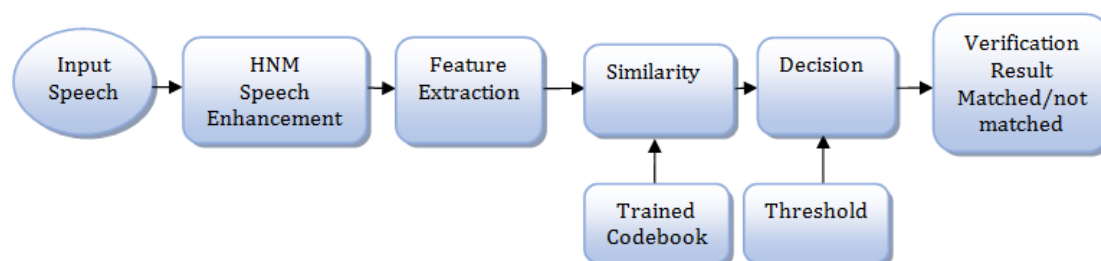 Input
Speech
HNM
Speech
Enhancement
Feature
Extraction
Similarity
Decision
Verification
Result
Matched/not
matched
Trained
Codebook
Threshold